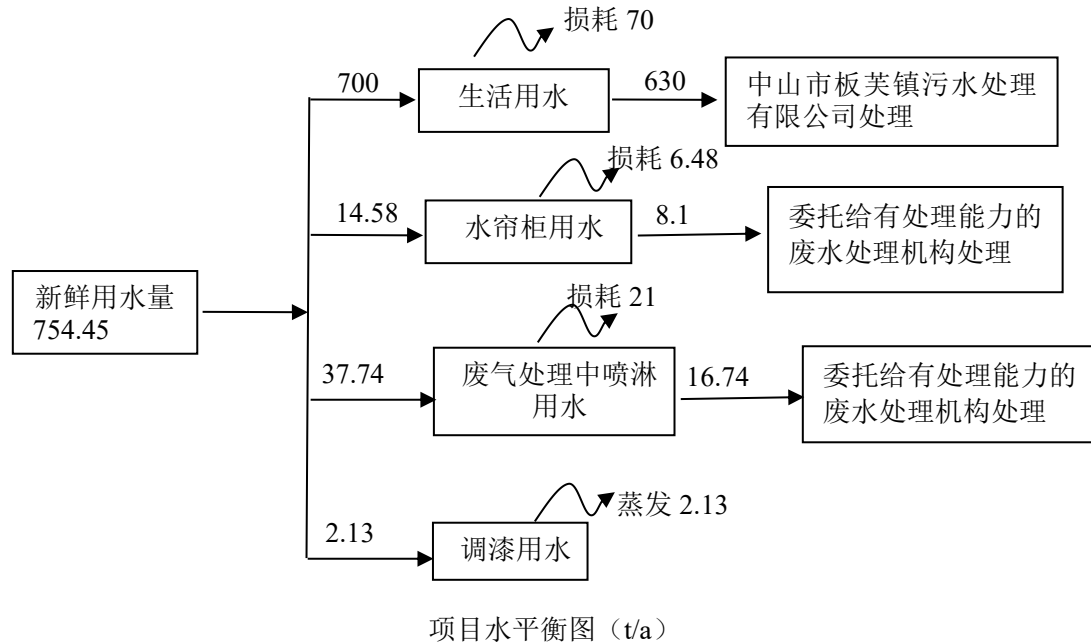 损耗 70
700
生活用水
630
中山市板芙镇污水处理
有限公司处理
损耗 6.48
14.58
水帘柜用水
8.1
委托给有处理能力的
废水处理机构处理
新鲜用水量
754.45
损耗 21
37.74
废气处理中喷淋
用水
16.74
委托给有处理能力的
废水处理机构处理
蒸发 2.13
2.13
调漆用水
项目水平衡图（t/a）